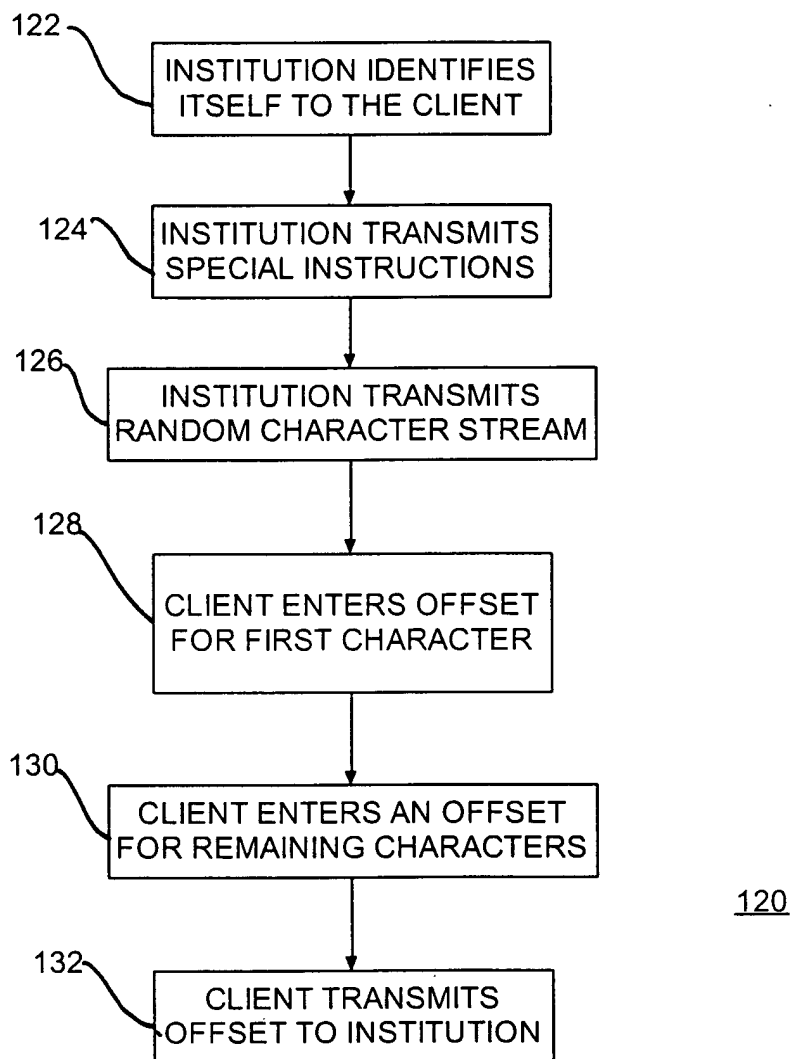 122
INSTITUTION IDENTIFIES
ITSELF TO THE CLIENT
124
INSTITUTION TRANSMITS
SPECIAL INSTRUCTIONS
126
INSTITUTION TRANSMITS
RANDOM CHARACTER STREAM
128
CLIENT ENTERS OFFSET
FOR FIRST CHARACTER
130
CLIENT ENTERS AN OFFSET
FOR REMAINING CHARACTERS
120
132
CLIENT TRANSMITS
OFFSET TO INSTITUTION